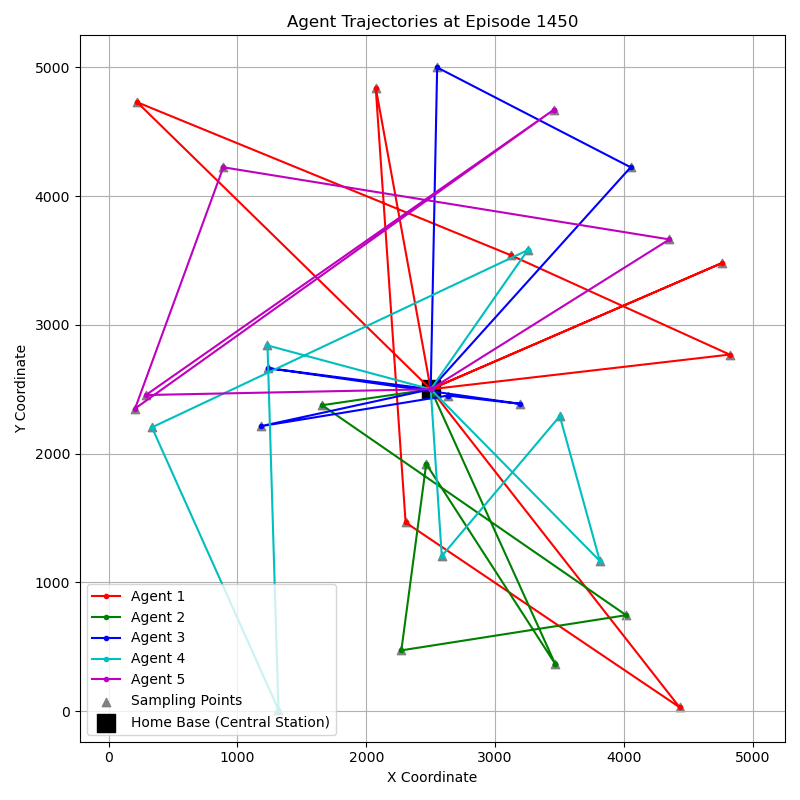 Agent Trajectories at Episode 1450
Y Coordinate
5000
4000
3000
2000
1000
0
Agent 1
Agent 2
Agent 3
Agent 4
Agent 5
Sampling Points
Home Base (Central Station)
0 1000 2000 3000 4000 5000
X Coordinate